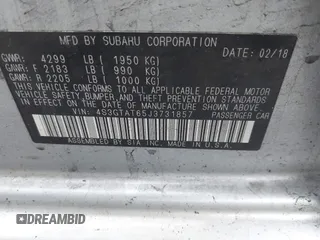 MFD. BY SUBARU CORPORATION DATE: 02/18
GVWR: 4299 LB ( 1950 KG)
GAWR: F 2183 LB ( 990 KG)
GAWR: R 2205 LB ( 1000 KG)
THIS VEHICLE CONFORMS TO ALL APPLICABLE FEDERAL MOTOR
VEHICLE SAFETY, BUMPER, AND THEFT PREVENTION STANDARDS IN
EFFECT ON THE DATE OF MANUFACTURE SHOWN ABOVE.
VIN: 4S3GTAT65J3731857 PASSENGER CAR
ASSEMBLED BY SIA, INC. MADE IN U.S.A.
DREAMBID